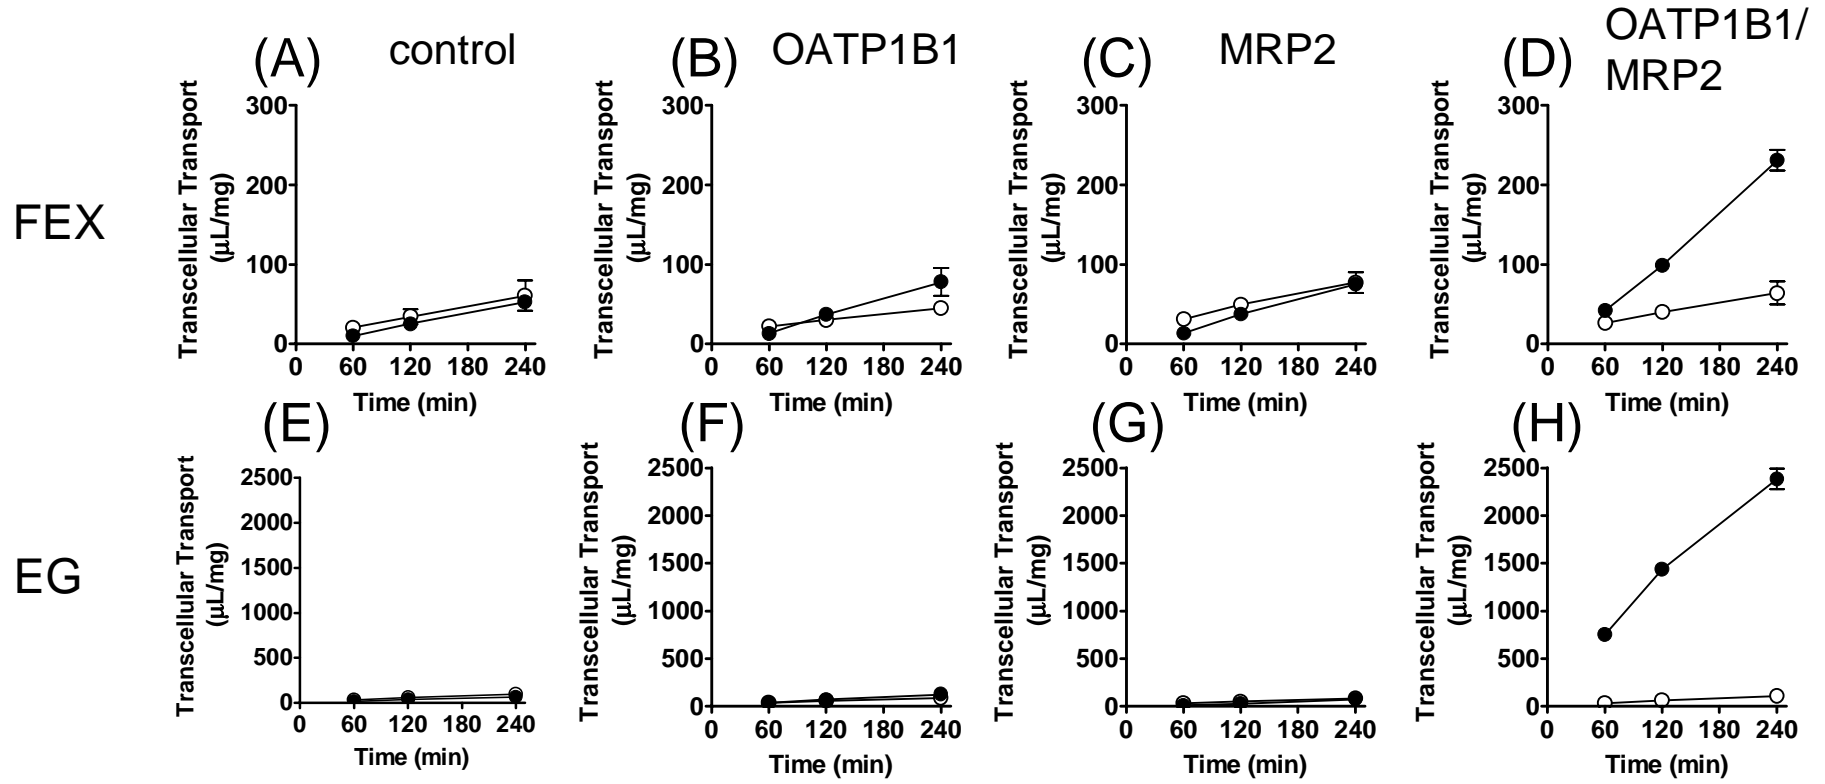 (A) control
(B) OATP1B1
(C) MRP2
(D) OATP1B1/
MRP2
FEX
Transcellular Transport
(μL/mg)
300
200
100
0
0 60 120 180 240
Time (min)
Transcellular Transport
(μL/mg)
300
200
100
0
0 60 120 180 240
Time (min)
Transcellular Transport
(μL/mg)
300
200
100
0
0 60 120 180 240
Time (min)
Transcellular Transport
(μL/mg)
300
200
100
0
0 60 120 180 240
Time (min)
EG
(E)
Transcellular Transport
(μL/mg)
2500
2000
1500
1000
500
0
0 60 120 180 240
Time (min)
(F)
Transcellular Transport
(μL/mg)
2500
2000
1500
1000
500
0
0 60 120 180 240
Time (min)
(G)
Transcellular Transport
(μL/mg)
2500
2000
1500
1000
500
0
0 60 120 180 240
Time (min)
(H)
Transcellular Transport
(μL/mg)
2500
2000
1500
1000
500
0
0 60 120 180 240
Time (min)